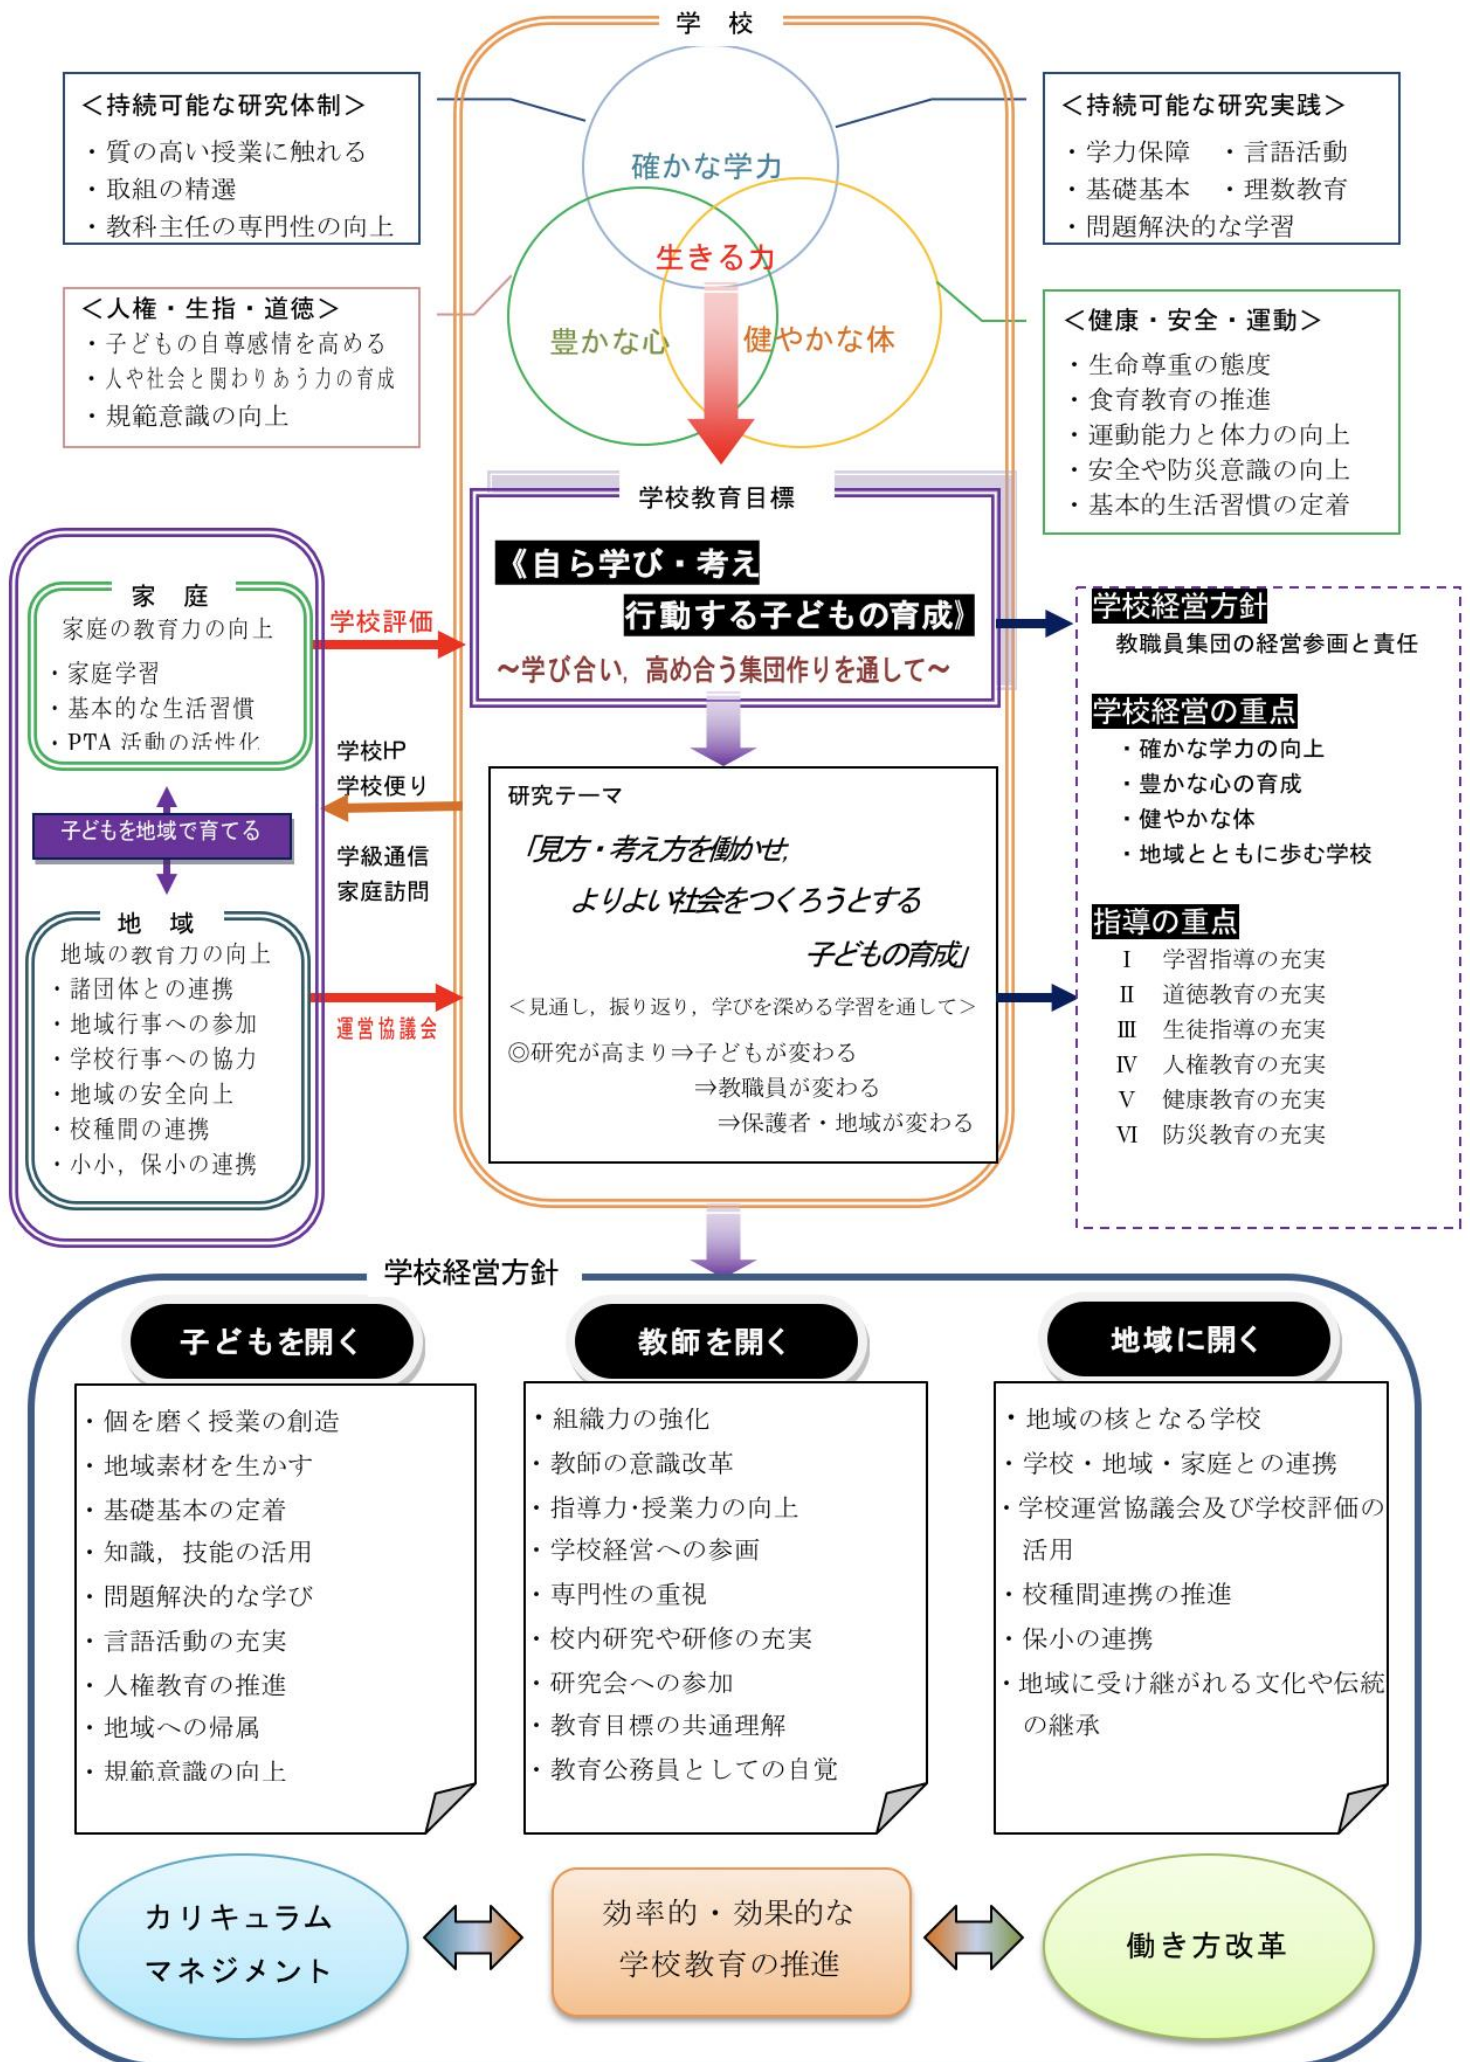 学　校
＜持続可能な研究体制＞
・質の高い授業に触れる
・取組の精選
・教科主任の専門性の向上
＜持続可能な研究実践＞
・学力保障　・言語活動
・基礎基本　・理数教育
・問題解決的な学習
確かな学力
生きる力
豊かな心
健やかな体
＜人権・生指・道徳＞
・子どもの自尊感情を高める
・人や社会と関わりあう力の育成
・規範意識の向上
＜健康・安全・運動＞
・生命尊重の態度
・食育教育の推進
・運動能力と体力の向上
・安全や防災意識の向上
・基本的生活習慣の定着
学校教育目標
《自ら学び・考え
行動する子どもの育成》
～学び合い，高め合う集団作りを通して～
家　庭
家庭の教育力の向上
・家庭学習
・基本的な生活習慣
・PTA 活動の活性化
子どもを地域で育てる
地　域
地域の教育力の向上
・諸団体との連携
・地域行事への参加
・学校行事への協力
・地域の安全向上
・校種間の連携
・小小，保小の連携
学校評価
学校HP
学校便り
学級通信
家庭訪問
運営協議会
研究テーマ
「見方・考え方を働かせ，
よりよい社会をつくろうとする
子どもの育成」
＜見通し，振り返り，学びを深める学習を通して＞
◎研究が高まり⇒子どもが変わる
⇒教職員が変わる
⇒保護者・地域が変わる
学校経営方針
教職員集団の経営参画と責任
学校経営の重点
・確かな学力の向上
・豊かな心の育成
・健やかな体
・地域とともに歩む学校
指導の重点
Ⅰ　学習指導の充実
Ⅱ　道徳教育の充実
Ⅲ　生徒指導の充実
Ⅳ　人権教育の充実
Ⅴ　健康教育の充実
Ⅵ　防災教育の充実
学校経営方針
子どもを開く
・個を磨く授業の創造
・地域素材を生かす
・基礎基本の定着
・知識，技能の活用
・問題解決的な学び
・言語活動の充実
・人権教育の推進
・地域への帰属
・規範意識の向上
教師を開く
・組織力の強化
・教師の意識改革
・指導力･授業力の向上
・学校経営への参画
・専門性の重視
・校内研究や研修の充実
・研究会への参加
・教育目標の共通理解
・教育公務員としての自覚
地域に開く
・地域の核となる学校
・学校・地域・家庭との連携
・学校運営協議会及び学校評価の
活用
・校種間連携の推進
・保小の連携
・地域に受け継がれる文化や伝統
の継承
カリキュラム
マネジメント
効率的・効果的な
学校教育の推進
働き方改革